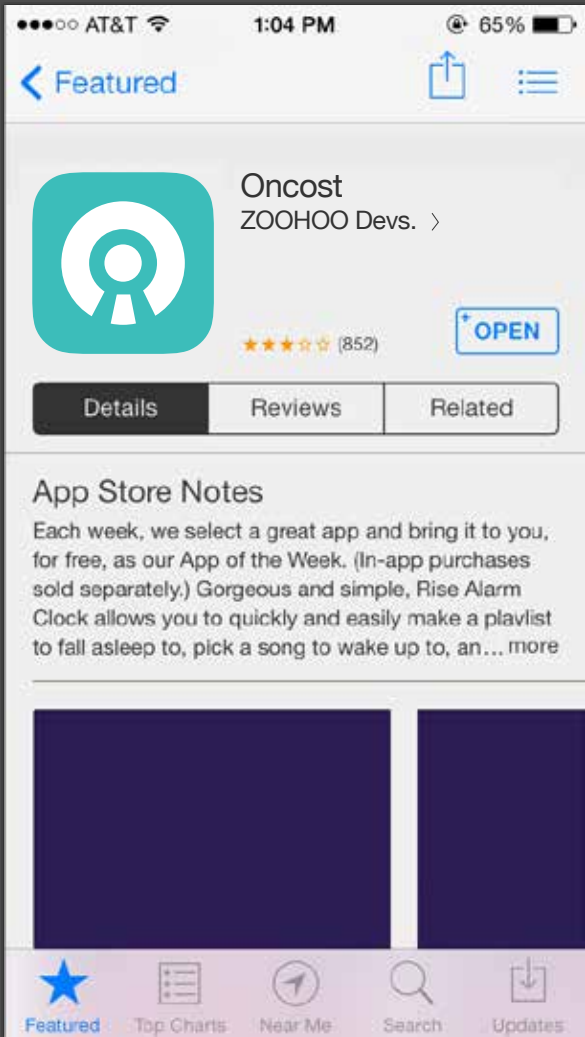 AT&T 1:04 PM 65%
Featured
Oncost
ZOOHOO Devs.
(852)
+ OPEN
Details Reviews Related
App Store Notes
Each week, we select a great app and bring it to you,
for free, as our App of the Week. (In-app purchases
sold separately.) Gorgeous and simple, Rise Alarm
Clock allows you to quickly and easily make a playlist
to fall asleep to, pick a song to wake up to, an... more
Featured Top Charts Near Me Search Updates